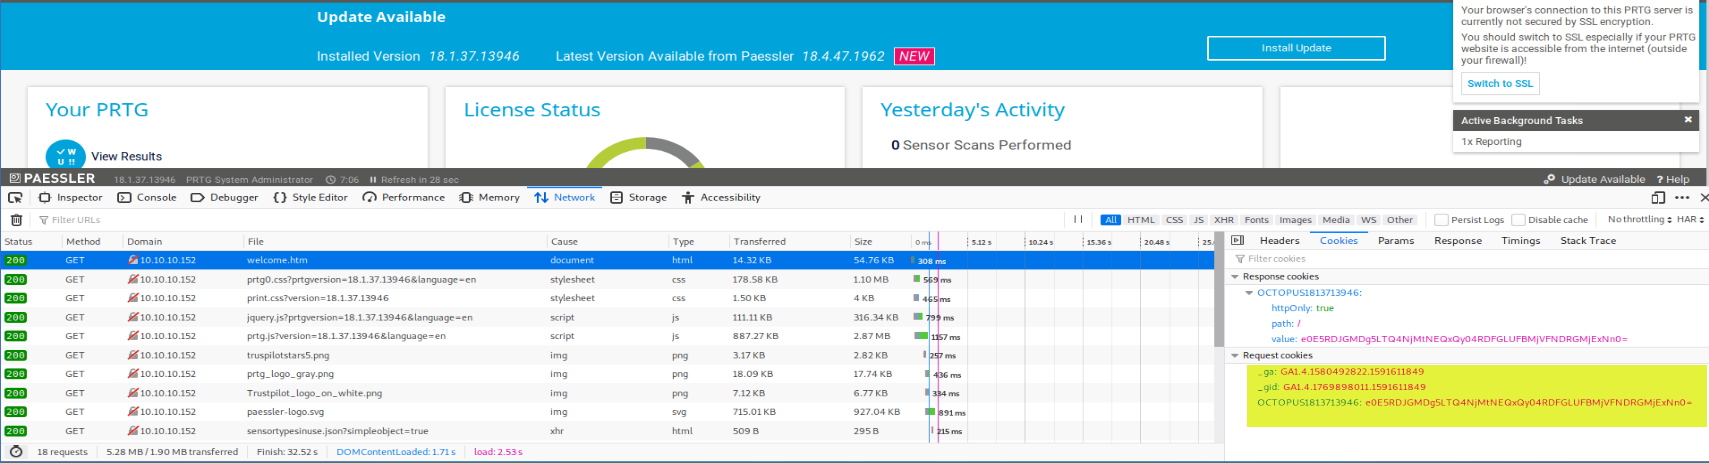 Update Available
Installed Version 18.1.37.13946 Latest Version Available from Paessler 18.4.47.1962 NEW
Install Update
Your browser's connection to this PRTG server is
currently not secured by SSL encryption.
You should switch to SSL especially if your PRTG
website is accessible from the internet (outside
your firewall)!
Switch to SSL
Active Background Tasks ×
1x Reporting
Your PRTG
W
U !!
View Results
License Status
Yesterday's Activity
0 Sensor Scans Performed
PAESSLER 18.1.37.13946 PRTG System Administrator 7:06 Refresh in 28 sec Update Available ? Help
Inspector Console Debugger Style Editor Performance Memory Network Storage Accessibility
Filter URLs All HTML CSS JS XHR Fonts Images Media WS Other Persist Logs Disable cache No throttling HAR
Status Method Domain File Cause Type Transferred Size 0 ms 5.12 s 10.24 s 15.36 s 20.48 s 25.
200 GET 10.10.10.152 welcome.htm document html 14.32 KB 54.76 KB 308 ms
200 GET 10.10.10.152 prtg0.css?prtgversion=18.1.37.13946&language=en stylesheet css 178.58 KB 1.10 MB 569 ms
200 GET 10.10.10.152 print.css?version=18.1.37.13946 stylesheet css 1.50 KB 4 KB 465 ms
200 GET 10.10.10.152 jquery.js?prtgversion=18.1.37.13946&language=en script js 111.11 KB 316.34 KB 799 ms
200 GET 10.10.10.152 prtg.js?version=18.1.37.13946&language=en script js 887.27 KB 2.87 MB 1157 ms
200 GET 10.10.10.152 truspilotstars5.png img png 3.17 KB 2.82 KB 257 ms
200 GET 10.10.10.152 prtg_logo_gray.png img png 18.09 KB 17.74 KB 436 ms
200 GET 10.10.10.152 Trustpilot_logo_on_white.png img png 7.12 KB 6.77 KB 334 ms
200 GET 10.10.10.152 paessler-logo.svg img svg 715.01 KB 927.04 KB 891 ms
200 GET 10.10.10.152 sensortypesinuse.json?simpleobject=true xhr html 509 B 295 B 215 ms
18 requests 5.28 MB / 1.90 MB transferred Finish: 32.52 s DOMContentLoaded: 1.71 s load: 2.53 s
Headers Cookies Params Response Timings Stack Trace
Filter cookies
Response cookies
OCTOPUS1813713946:
httpOnly: true
path: /
value: e0E5RDJGMDg5LTQ4NjMtNEQxQy04RDFGLUFBMjVFNDRGMjExNn0=
Request cookies
_ga: GA1.4.1580492822.1591611849
_gid: GA1.4.1769898011.1591611849
OCTOPUS1813713946: e0E5RDJGMDg5LTQ4NjMtNEQxQy04RDFGLUFBMjVFNDRGMjExNn0=